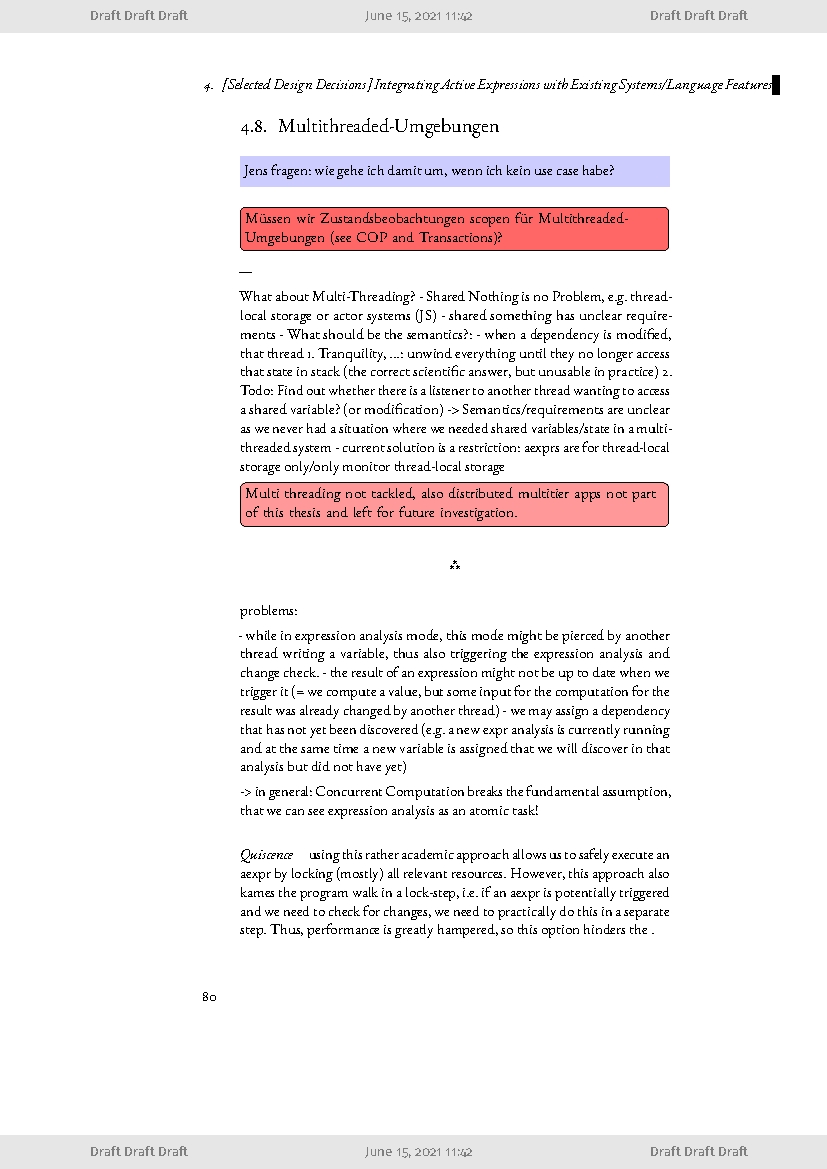 Draft Draft Draft June 15, 2021 11:42 Draft Draft Draft
4. [Selected Design Decisions] Integrating Active Expressions with Existing Systems/Language Features
4.8. Multithreaded-Umgebungen
Jens fragen: wie gehe ich damit um, wenn ich kein use case habe?
Müssen wir Zustandsbeobachtungen scopen für Multithreaded-
Umgebungen (see COP and Transactions)?
—
What about Multi-Threading? - Shared Nothing is no Problem, e.g. thread-
local storage or actor systems (JS) - shared something has unclear require-
ments - What should be the semantics?: - when a dependency is modified,
that thread 1. Tranquility, ...: unwind everything until they no longer access
that state in stack (the correct scientific answer, but unusable in practice) 2.
Todo: Find out whether there is a listener to another thread wanting to access
a shared variable? (or modification) -> Semantics/requirements are unclear
as we never had a situation where we needed shared variables/state in a multi-
threaded system - current solution is a restriction: aexprs are for thread-local
storage only/only monitor thread-local storage
Multi threading not tackled, also distributed multitier apps not part
of this thesis and left for future investigation.
⁂
problems:
- while in expression analysis mode, this mode might be pierced by another
thread writing a variable, thus also triggering the expression analysis and
change check. - the result of an expression might not be up to date when we
trigger it (= we compute a value, but some input for the computation for the
result was already changed by another thread) - we may assign a dependency
that has not yet been discovered (e.g. a new expr analysis is currently running
and at the same time a new variable is assigned that we will discover in that
analysis but did not have yet)
-> in general: Concurrent Computation breaks the fundamental assumption,
that we can see expression analysis as an atomic task!
Quiscence using this rather academic approach allows us to safely execute an
aexpr by locking (mostly) all relevant resources. However, this approach also
kames the program walk in a lock-step, i.e. if an aexpr is potentially triggered
and we need to check for changes, we need to practically do this in a separate
step. Thus, performance is greatly hampered, so this option hinders the .
80
Draft Draft Draft June 15, 2021 11:42 Draft Draft Draft